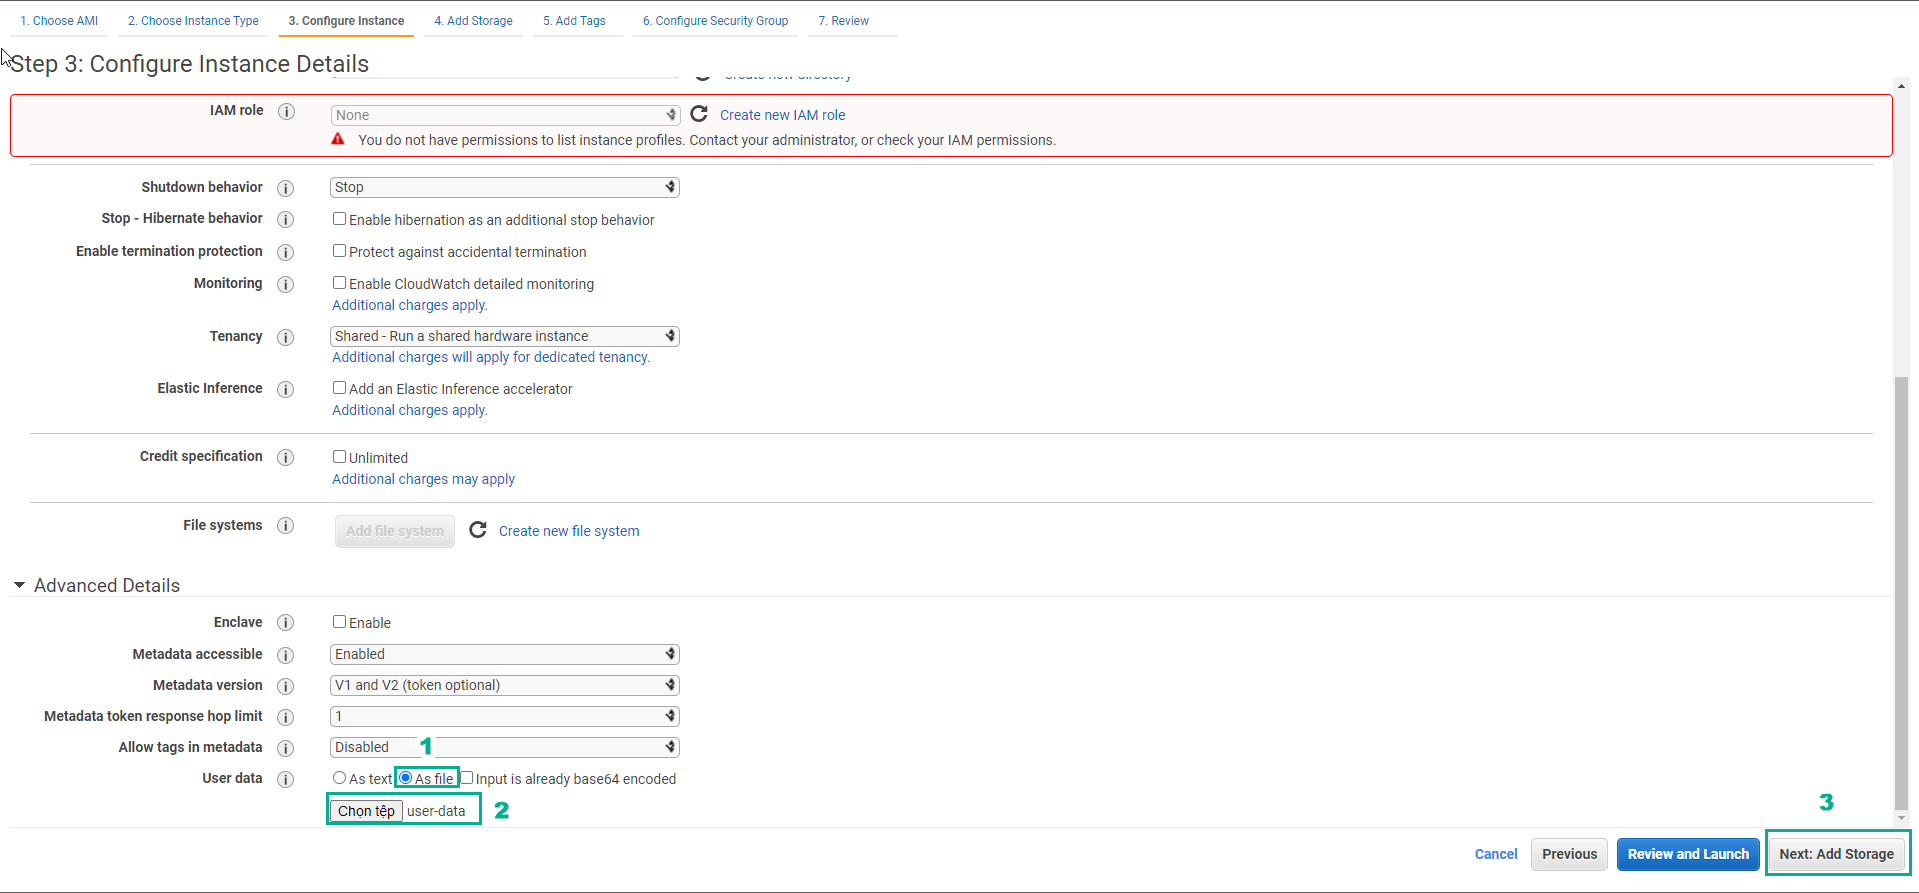 1. Choose AMI 2. Choose Instance Type 3. Configure Instance 4. Add Storage 5. Add Tags 6. Configure Security Group 7. Review
Step 3: Configure Instance Details
Create new directory
IAM role i None Create new IAM role
You do not have permissions to list instance profiles. Contact your administrator, or check your IAM permissions.
Shutdown behavior i Stop
Stop - Hibernate behavior i Enable hibernation as an additional stop behavior
Enable termination protection i Protect against accidental termination
Monitoring i Enable CloudWatch detailed monitoring
Additional charges apply.
Tenancy i Shared - Run a shared hardware instance
Additional charges will apply for dedicated tenancy.
Elastic Inference i Add an Elastic Inference accelerator
Additional charges apply.
Credit specification i Unlimited
Additional charges may apply
File systems i Add file system Create new file system
Advanced Details
Enclave i Enable
Metadata accessible i Enabled
Metadata version i V1 and V2 (token optional)
Metadata token response hop limit i 1
Allow tags in metadata i Disabled 1
User data i As text As file Input is already base64 encoded
Chọn tệp user-data 2
3
Cancel Previous Review and Launch Next: Add Storage